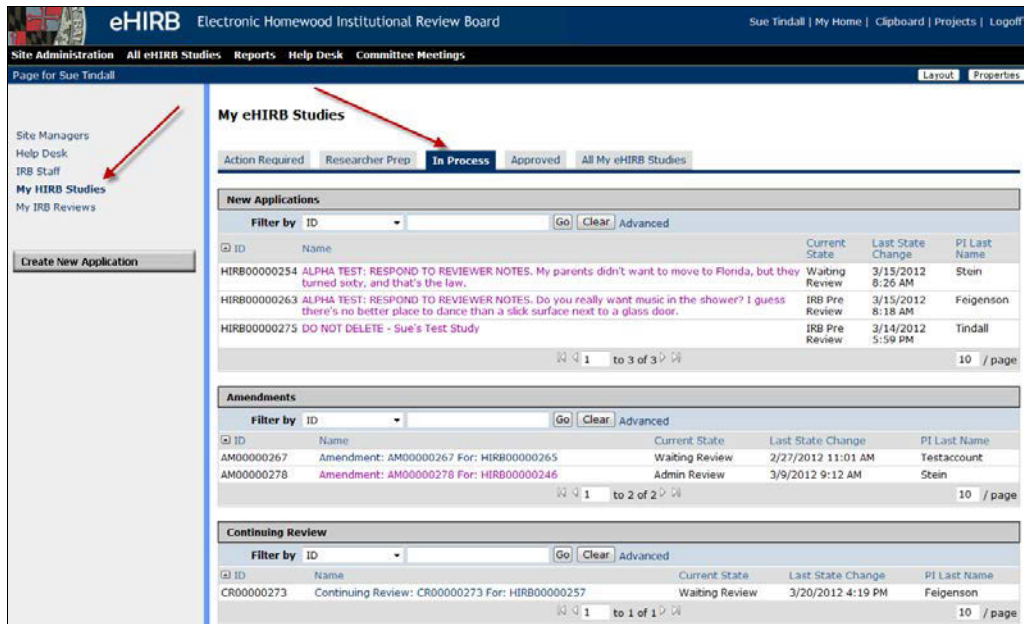 eHIRB Electronic Homewood Institutional Review Board Sue Tindall | My Home | Clipboard | Projects | Logoff
Site Administration All eHIRB Studies Reports Help Desk Committee Meetings
Page for Sue Tindall Layout Properties
Site Managers
Help Desk
IRB Staff
My HIRB Studies
My IRB Reviews
Create New Application
My eHIRB Studies
Action Required Researcher Prep In Process Approved All My eHIRB Studies
New Applications
Filter by ID Go Clear Advanced
ID Name Current State Last State Change PI Last Name
HIRB00000254 ALPHA TEST: RESPOND TO REVIEWER NOTES. My parents didn't want to move to Florida, but they Waiting 3/15/2012 Stein
turned sixty, and that's the law. Review 8:26 AM
HIRB00000263 ALPHA TEST: RESPOND TO REVIEWER NOTES. Do you really want music in the shower? I guess IRB Pre 3/15/2012 Feigenson
there's no better place to dance than a slick surface next to a glass door. Review 8:18 AM
HIRB00000275 DO NOT DELETE - Sue's Test Study IRB Pre 3/14/2012 Tindall
Review 5:59 PM
1 to 3 of 3 10 / page
Amendments
Filter by ID Go Clear Advanced
ID Name Current State Last State Change PI Last Name
AM00000267 Amendment: AM00000267 For: HIRB00000265 Waiting Review 2/27/2012 11:01 AM Testaccount
AM00000278 Amendment: AM00000278 For: HIRB00000246 Admin Review 3/9/2012 9:12 AM Stein
1 to 2 of 2 10 / page
Continuing Review
Filter by ID Go Clear Advanced
ID Name Current State Last State Change PI Last Name
CR00000273 Continuing Review: CR00000273 For: HIRB00000257 Waiting Review 3/20/2012 4:19 PM Feigenson
1 to 1 of 1 10 / page